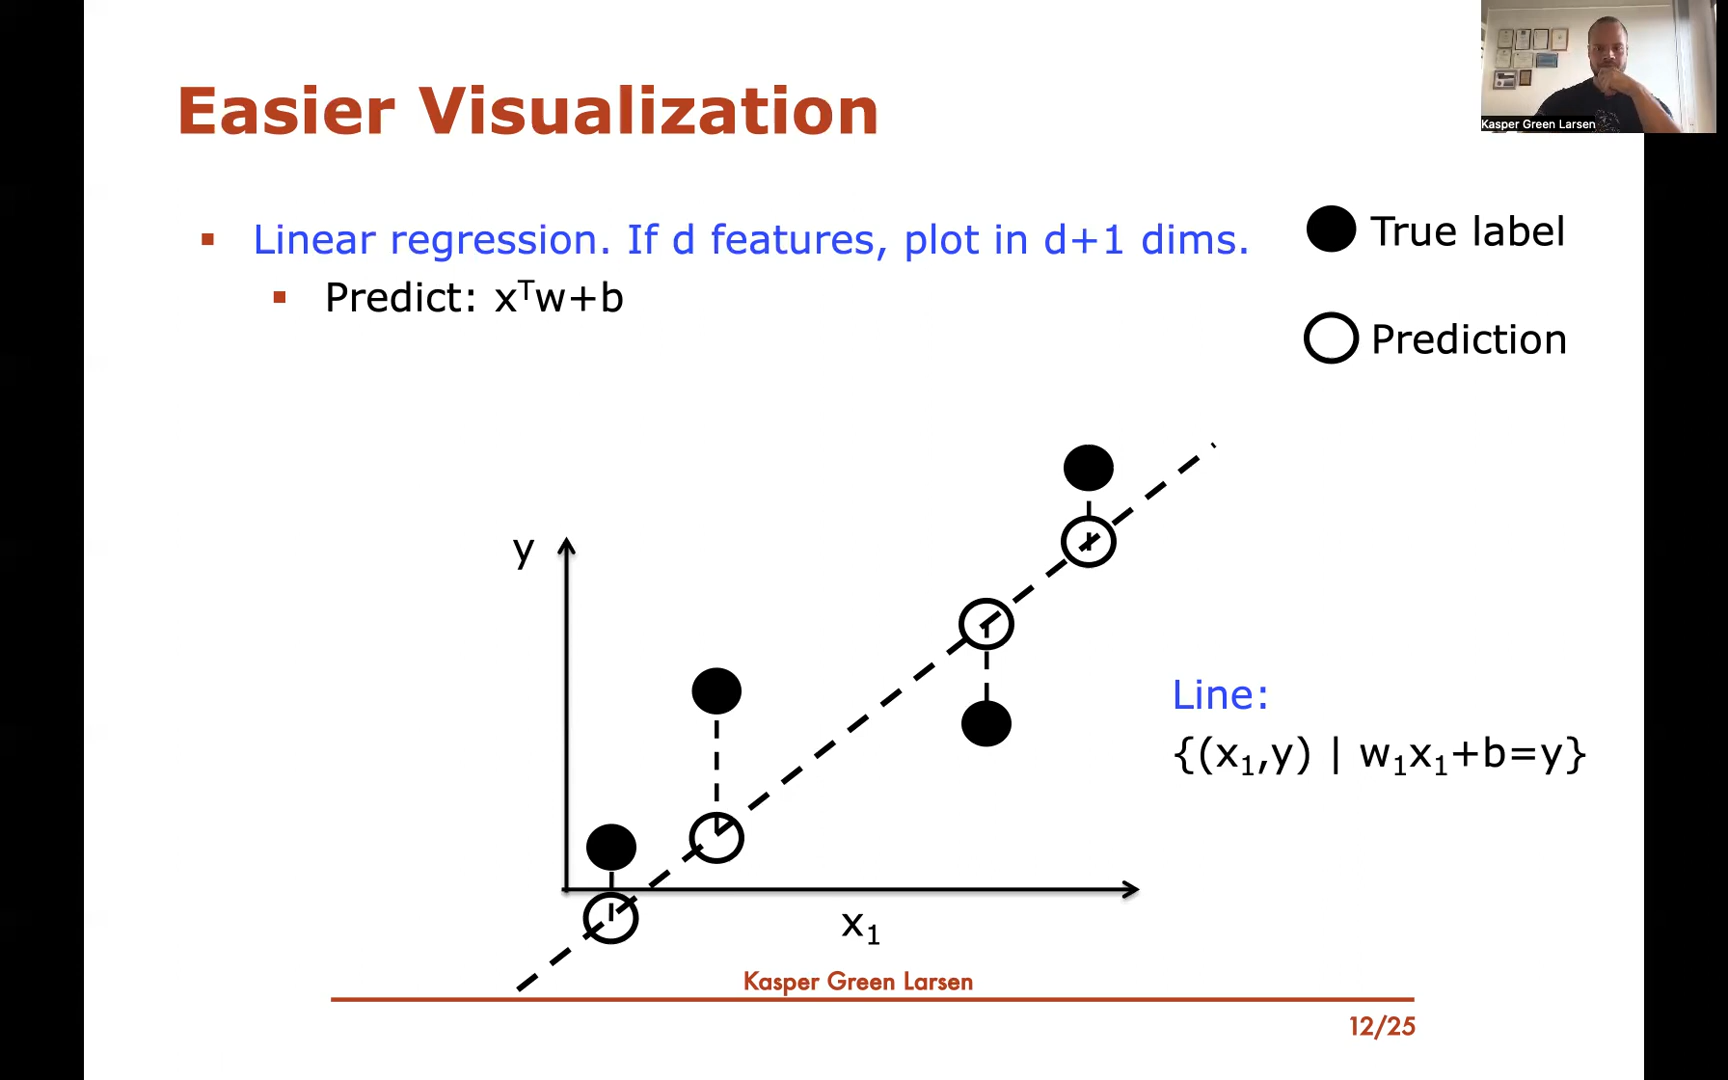 Easier Visualization
Kasper Green Larsen
▪ Linear regression. If d features, plot in d+1 dims.
▪ Predict: xᵀw+b
True label
Prediction
y
Line:
{(x₁,y) | w₁x₁+b=y}
x₁
Kasper Green Larsen
12/25